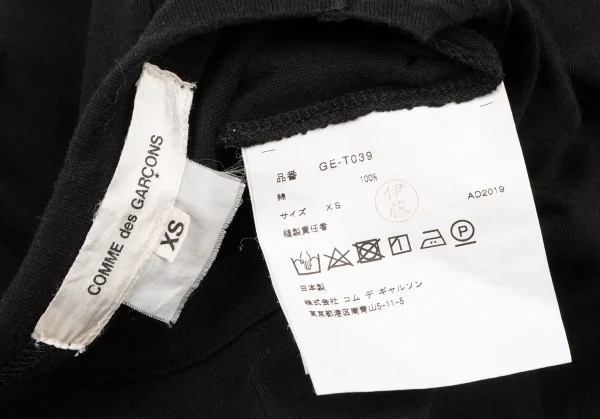 COMME des GARÇONS
XS
品番 GE-T039
綿 100%
サイズ XS
縫製責任者
伊藤
AD2019
P
日本製
株式会社 コム デ ギャルソン
東京都港区南青山5-11-5